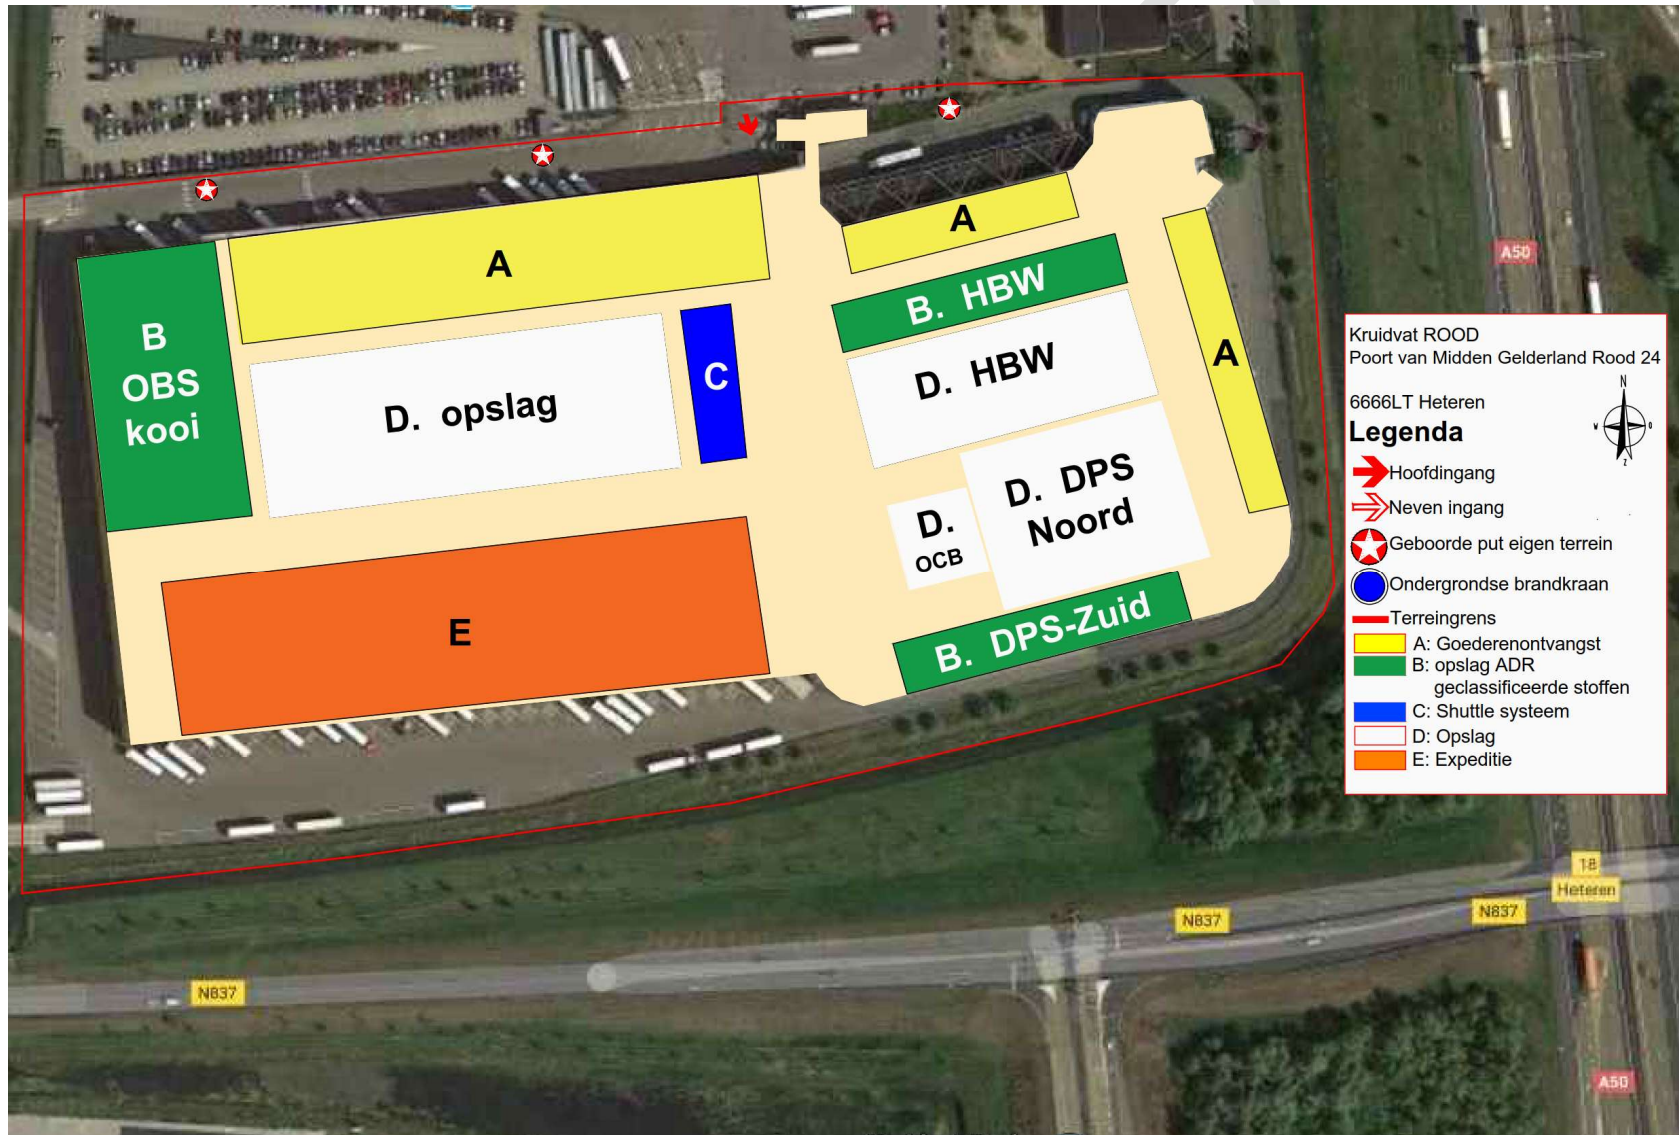 A
A
A50
B
OBS
kooi
B. HBW
D. opslag
C
D. HBW
A
D. DPS
Noord
D.
OCB
E
B. DPS-Zuid
Kruidvat ROOD
Poort van Midden Gelderland Rood 24
6666LT Heteren
N
W
O
Z
Legenda
Hoofdingang
Neven ingang
Geboorde put eigen terrein
Ondergrondse brandkraan
Terreingrens
A: Goederenontvangst
B: opslag ADR
geclassificeerde stoffen
C: Shuttle systeem
D: Opslag
E: Expeditie
18
Heteren
N837
N837
N837
A50